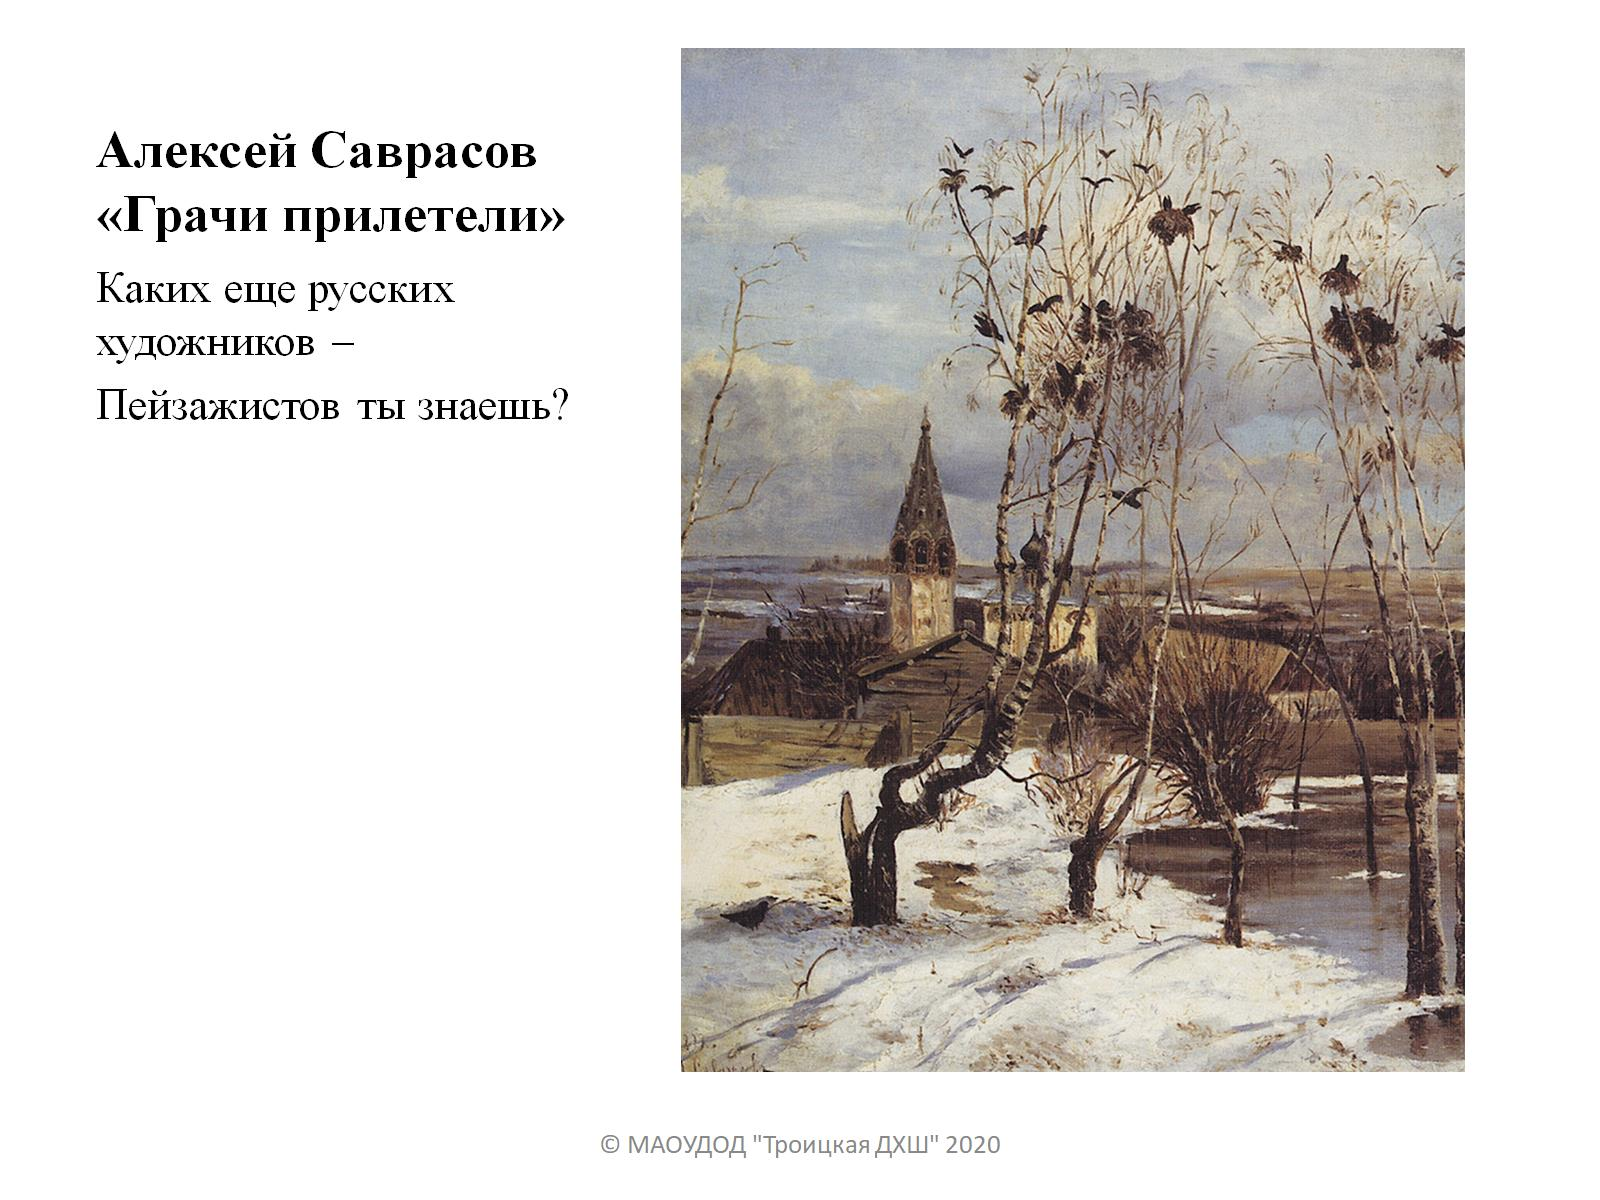 Алексей Саврасов
«Грачи прилетели»
Каких еще русских
художников –
Пейзажистов ты знаешь?
© МАОУДОД "Троицкая ДХШ" 2020